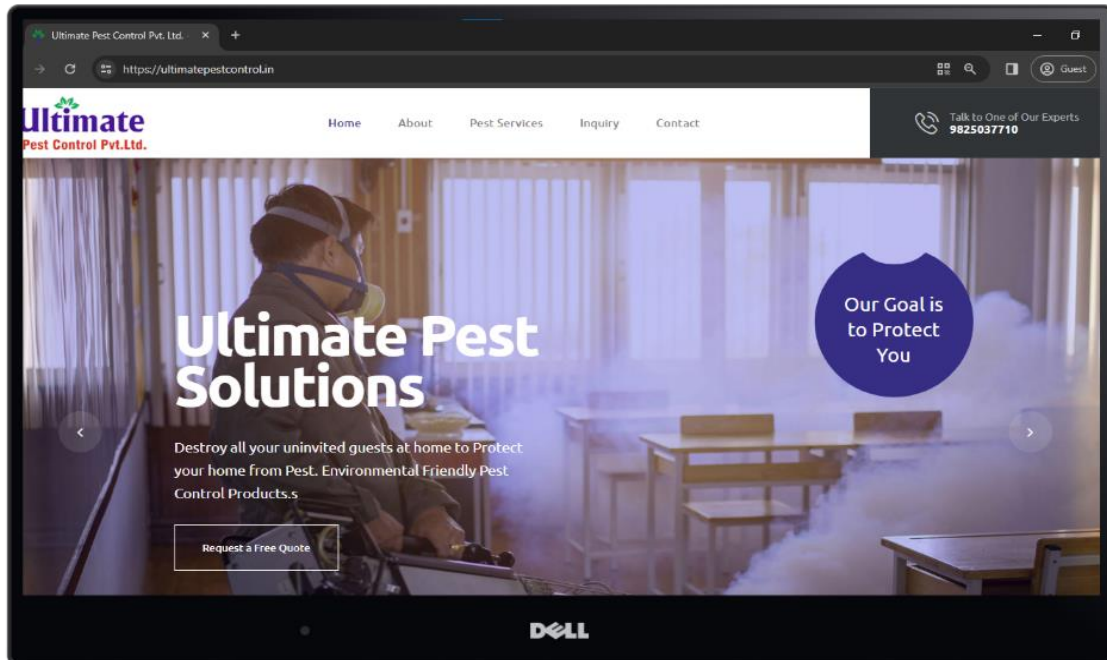 Ultimate Pest Control Pvt. Ltd.
https://ultimatepestcontrol.in
Guest
Ultimate
Pest Control Pvt.Ltd.
Home About Pest Services Inquiry Contact
Talk to One of Our Experts
9825037710
Our Goal is
to Protect
You
Ultimate Pest
Solutions
Destroy all your uninvited guests at home to Protect
your home from Pest. Environmental Friendly Pest
Control Products.s
Request a Free Quote
DELL